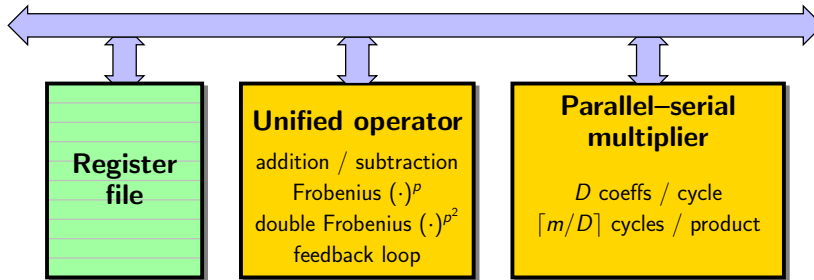 Register
file
Unified operator
addition / subtraction
Frobenius (·)^p
double Frobenius (·)^{p^2}
feedback loop
Parallel–serial
multiplier
D coeffs / cycle
⌈m/D⌉ cycles / product